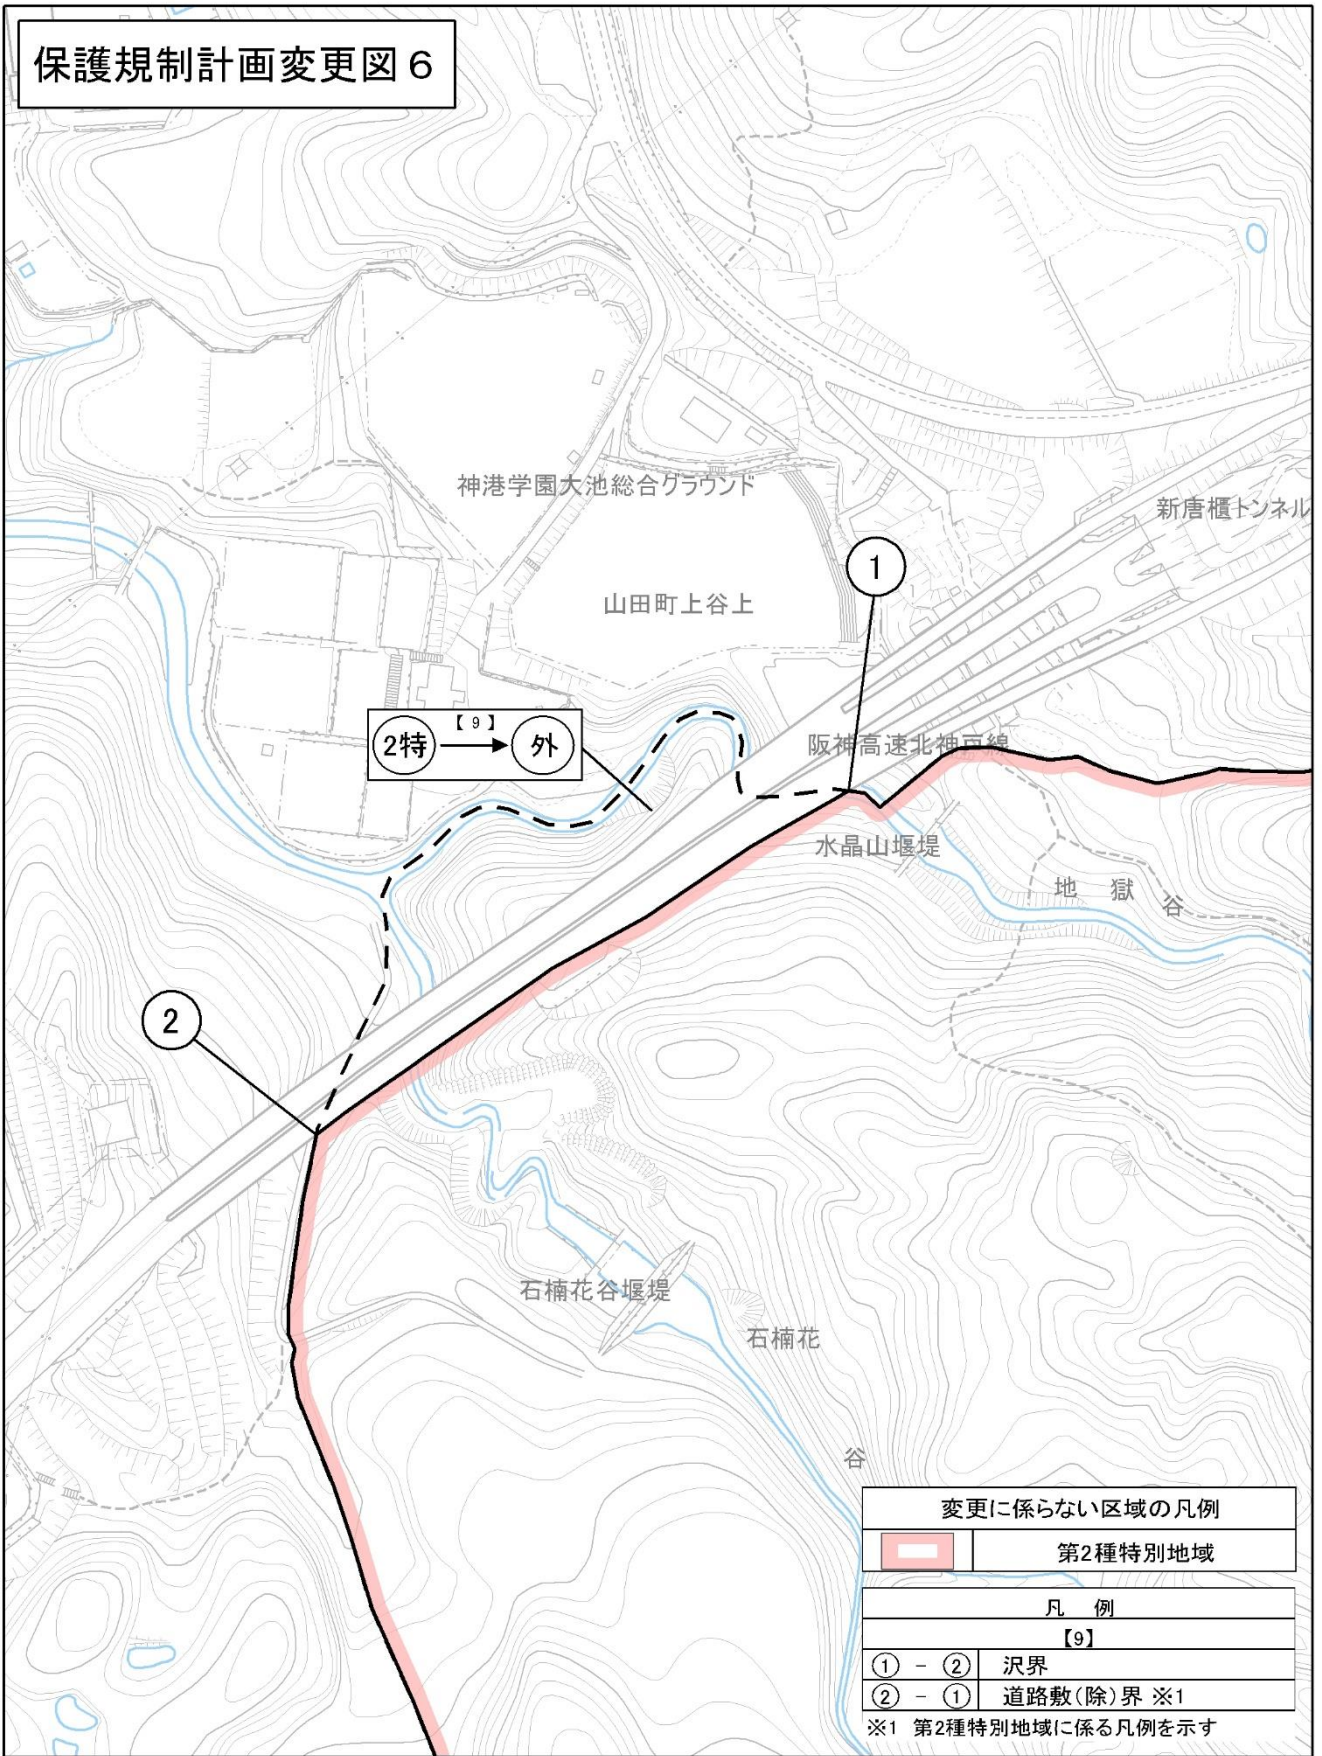 保護規制計画変更図6
神港学園大池総合グラウンド
新唐櫃トンネル
①
山田町上谷上
【9】
2特 → 外
阪神高速北神戸線
水晶山堰堤
地獄谷
②
石楠花谷堰堤
石楠花谷
変更に係らない区域の凡例
第2種特別地域
凡 例
【9】
① - ② 沢界
② - ① 道路敷(除)界 ※1
※1 第2種特別地域に係る凡例を示す